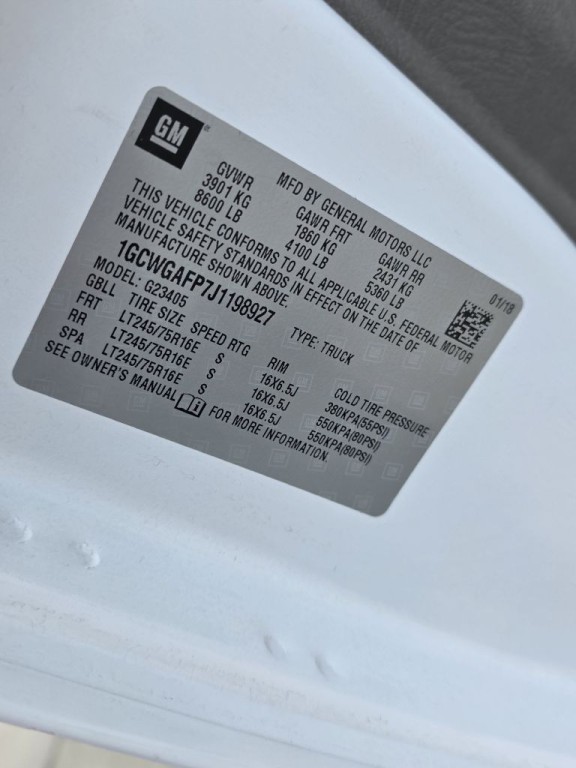 GM
MFD BY GENERAL MOTORS LLC 01/18
GVWR GAWR FRT GAWR RR
3901 KG 1860 KG 2431 KG
8600 LB 4100 LB 5360 LB
THIS VEHICLE CONFORMS TO ALL APPLICABLE U.S. FEDERAL MOTOR
VEHICLE SAFETY STANDARDS IN EFFECT ON THE DATE OF
MANUFACTURE SHOWN ABOVE.
1GCWGAFP7J1198927 TYPE: TRUCK
MODEL: G23405
GBLL TIRE SIZE SPEED RTG RIM COLD TIRE PRESSURE
FRT LT245/75R16E S 16X6.5J 380KPA(55PSI)
RR LT245/75R16E S 16X6.5J 550KPA(80PSI)
SPA LT245/75R16E S 16X6.5J 550KPA(80PSI)
SEE OWNER'S MANUAL FOR MORE INFORMATION.